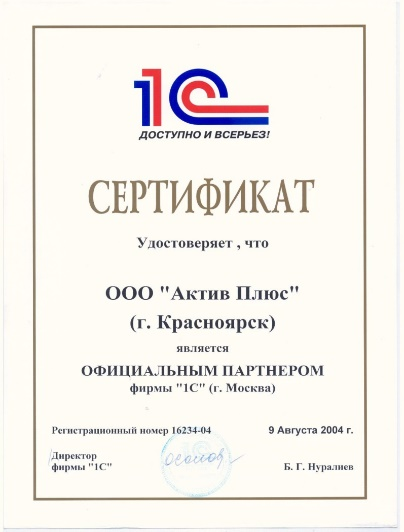 1С
ДОСТУПНО И ВСЕРЬЕЗ!
СЕРТИФИКАТ
Удостоверяет , что
ООО "Актив Плюс"
(г. Красноярск)
является
ОФИЦИАЛЬНЫМ ПАРТНЕРОМ
фирмы "1С" (г. Москва)
Регистрационный номер 16234-04 9 Августа 2004 г.
Директор
фирмы "1С" Б. Г. Нуралиев